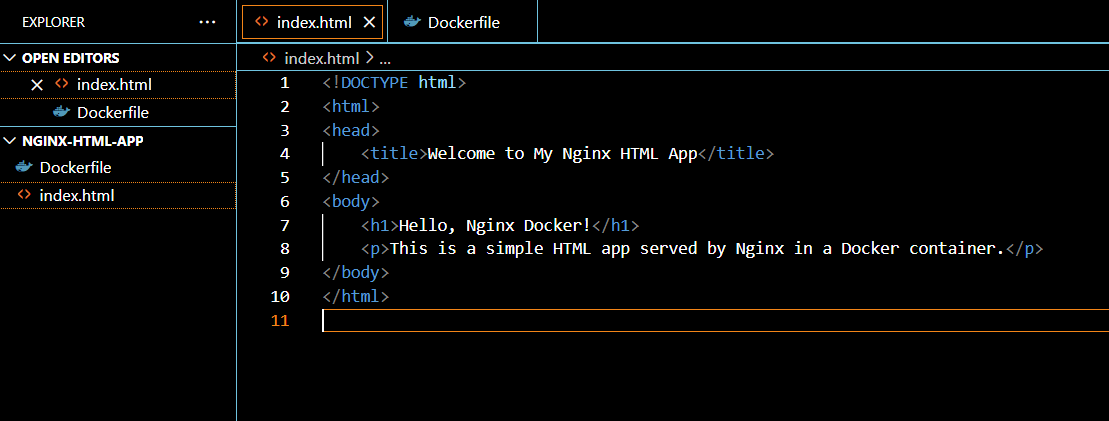 EXPLORER ...
index.html
Dockerfile
OPEN EDITORS
index.html
Dockerfile
NGINX-HTML-APP
Dockerfile
index.html
index.html > ...
1 <!DOCTYPE html>
2 <html>
3 <head>
4     <title>Welcome to My Nginx HTML App</title>
5 </head>
6 <body>
7     <h1>Hello, Nginx Docker!</h1>
8     <p>This is a simple HTML app served by Nginx in a Docker container.</p>
9 </body>
10 </html>
11